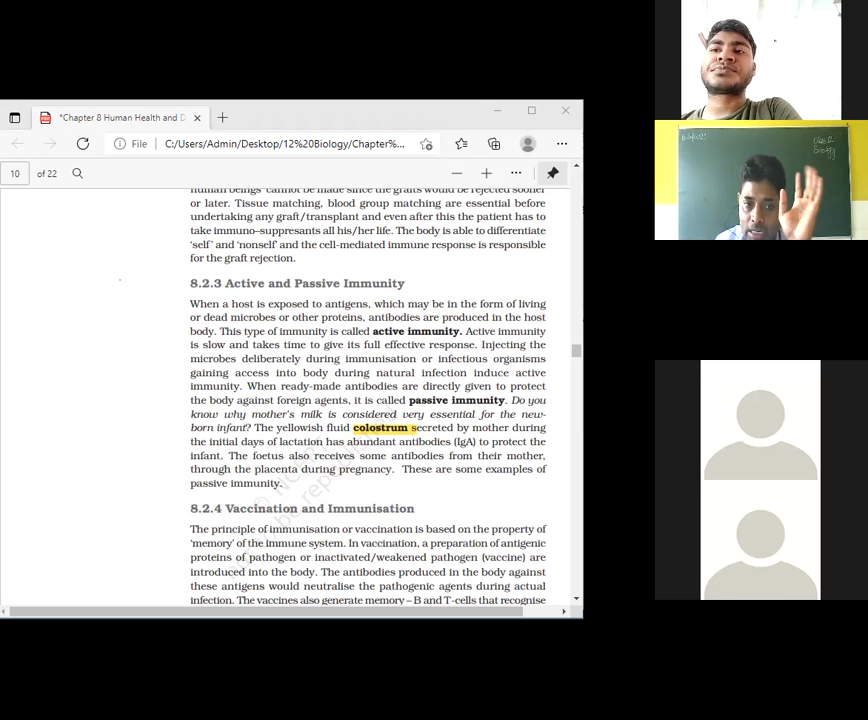 *Chapter 8 Human Health and D
File
C:/Users/Admin/Desktop/12%20Biology/Chapter%...
10 of 22
human beings cannot be made since the grafts would be rejected sooner
or later. Tissue matching, blood group matching are essential before
undertaking any graft/transplant and even after this the patient has to
take immuno–suppresants all his/her life. The body is able to differentiate
'self' and 'nonself' and the cell-mediated immune response is responsible
for the graft rejection.
8.2.3 Active and Passive Immunity
When a host is exposed to antigens, which may be in the form of living
or dead microbes or other proteins, antibodies are produced in the host
body. This type of immunity is called active immunity. Active immunity
is slow and takes time to give its full effective response. Injecting the
microbes deliberately during immunisation or infectious organisms
gaining access into body during natural infection induce active
immunity. When ready-made antibodies are directly given to protect
the body against foreign agents, it is called passive immunity. Do you
know why mother's milk is considered very essential for the new-
born infant? The yellowish fluid colostrum secreted by mother during
the initial days of lactation has abundant antibodies (IgA) to protect the
infant. The foetus also receives some antibodies from their mother,
through the placenta during pregnancy. These are some examples of
passive immunity.
8.2.4 Vaccination and Immunisation
The principle of immunisation or vaccination is based on the property of
'memory' of the immune system. In vaccination, a preparation of antigenic
proteins of pathogen or inactivated/weakened pathogen (vaccine) are
introduced into the body. The antibodies produced in the body against
these antigens would neutralise the pathogenic agents during actual
infection. The vaccines also generate memory – B and T-cells that recognise